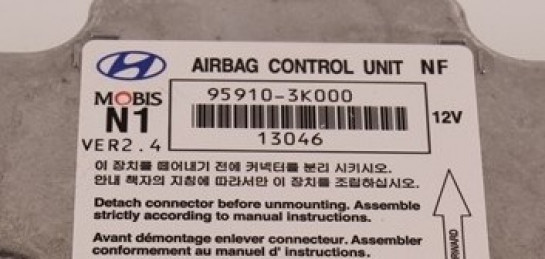 AIRBAG CONTROL UNIT NF
MOBIS
N1
VER2.4
95910-3K000
13046
12V
이 장치를 떼어내기 전에 커넥터를 분리 시키시오.
안내 책자의 지침에 따라서만 이 장치를 조립하십시오.
Detach connector before unmounting. Assemble
strictly according to manual instructions.
Avant démontage enlever connecteur. Assembler
conformement au manuel d' instructions.
FORWARD